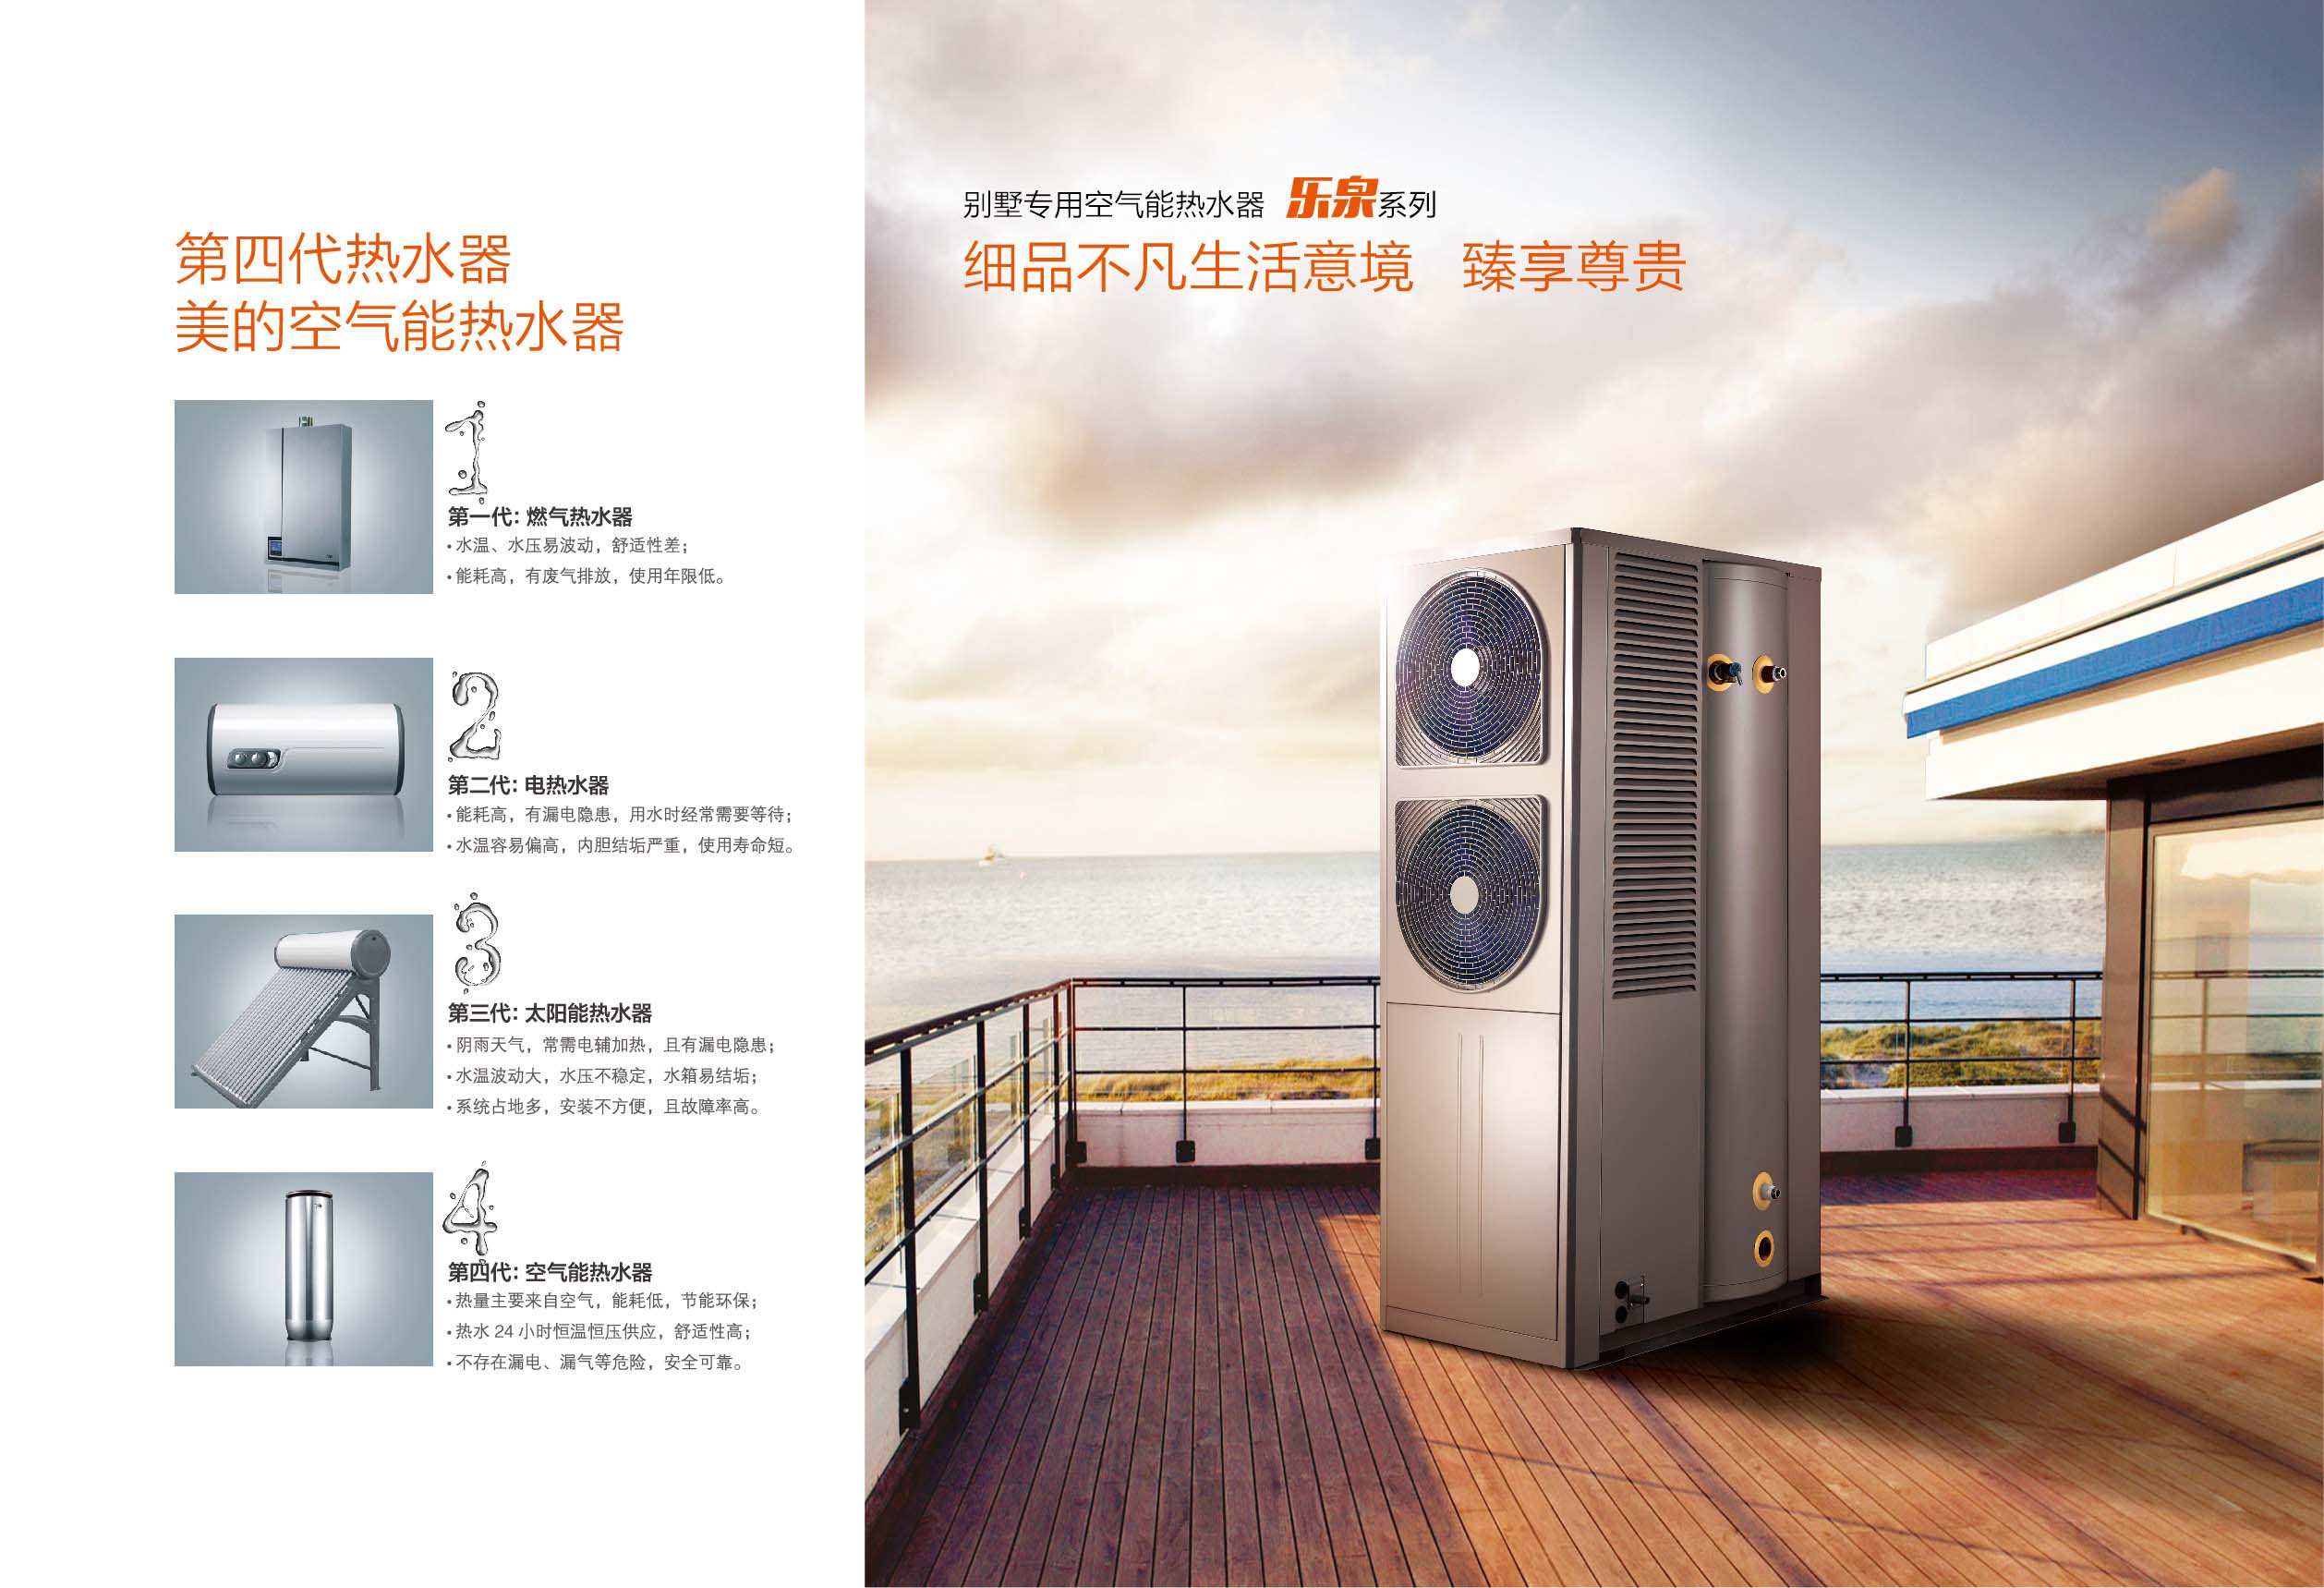 第四代热水器
美的空气能热水器
1
第一代: 燃气热水器
·水温、水压易波动，舒适性差；
·能耗高，有废气排放，使用年限低。
2
第二代: 电热水器
·能耗高，有漏电隐患，用水时经常需要等待；
·水温容易偏高，内胆结垢严重，使用寿命短。
3
第三代: 太阳能热水器
·阴雨天气，常需电辅加热，且有漏电隐患；
·水温波动大，水压不稳定，水箱易结垢；
·系统占地多，安装不方便，且故障率高。
4
第四代: 空气能热水器
·热量主要来自空气，能耗低，节能环保；
·热水 24 小时恒温恒压供应，舒适性高；
·不存在漏电、漏气等危险，安全可靠。
别墅专用空气能热水器 乐泉系列
细品不凡生活意境 臻享尊贵